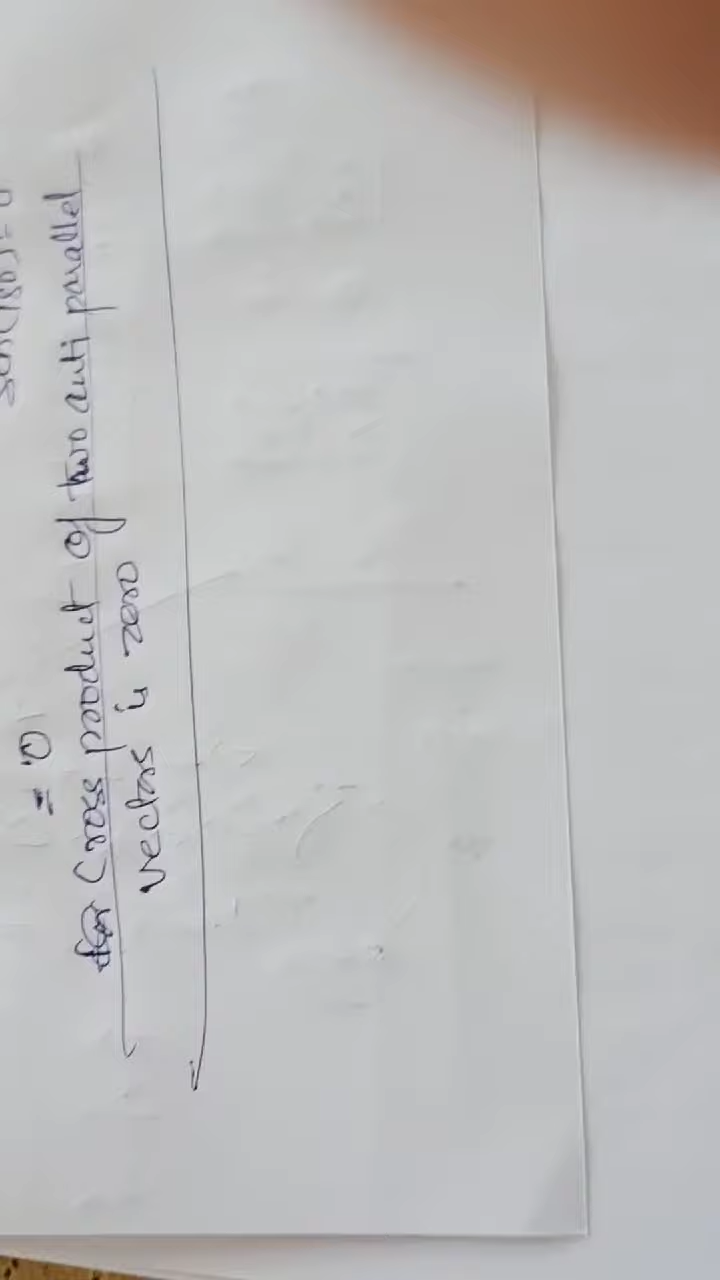 = 0
Cross product of two anti parallel
vectors is zero